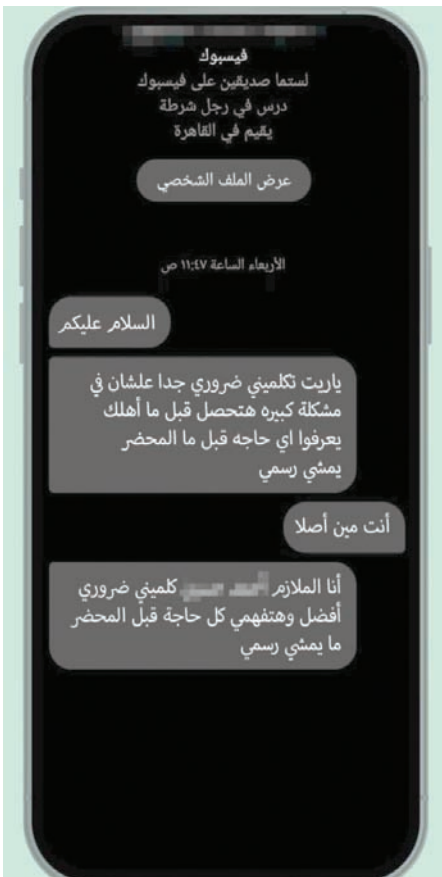 فيسبوك
لستما صديقين على فيسبوك
درس في رجل شرطة
يقيم في القاهرة
عرض الملف الشخصي
الأربعاء الساعة ١١:٤٧ ص
السلام عليكم
ياريت تكلميني ضروري جدا علشان في
مشكلة كبيره هتحصل قبل ما أهلك
يعرفوا اي حاجه قبل ما المحضر
يمشي رسمي
أنت مين أصلا
أنا الملازم كلميني ضروري
أفضل وهتفهمي كل حاجة قبل المحضر
ما يمشي رسمي